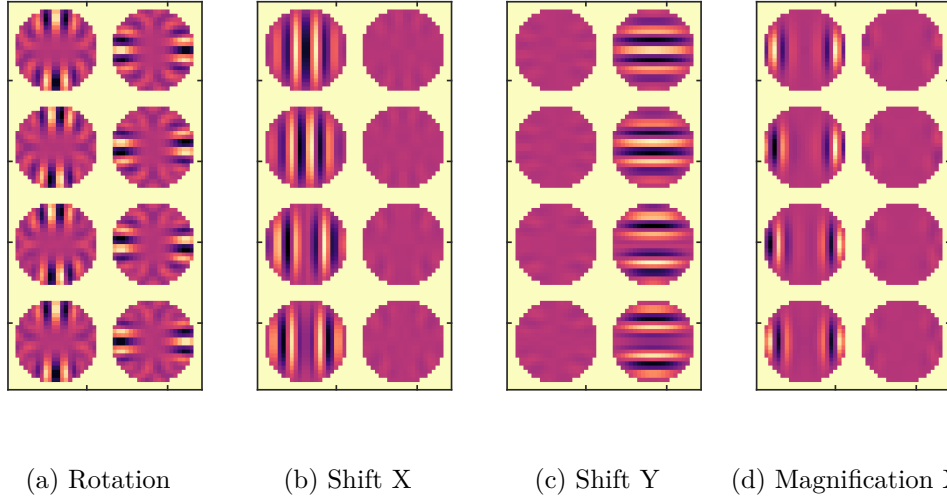 (a) Rotation
(b) Shift X
(c) Shift Y
(d) Magnification